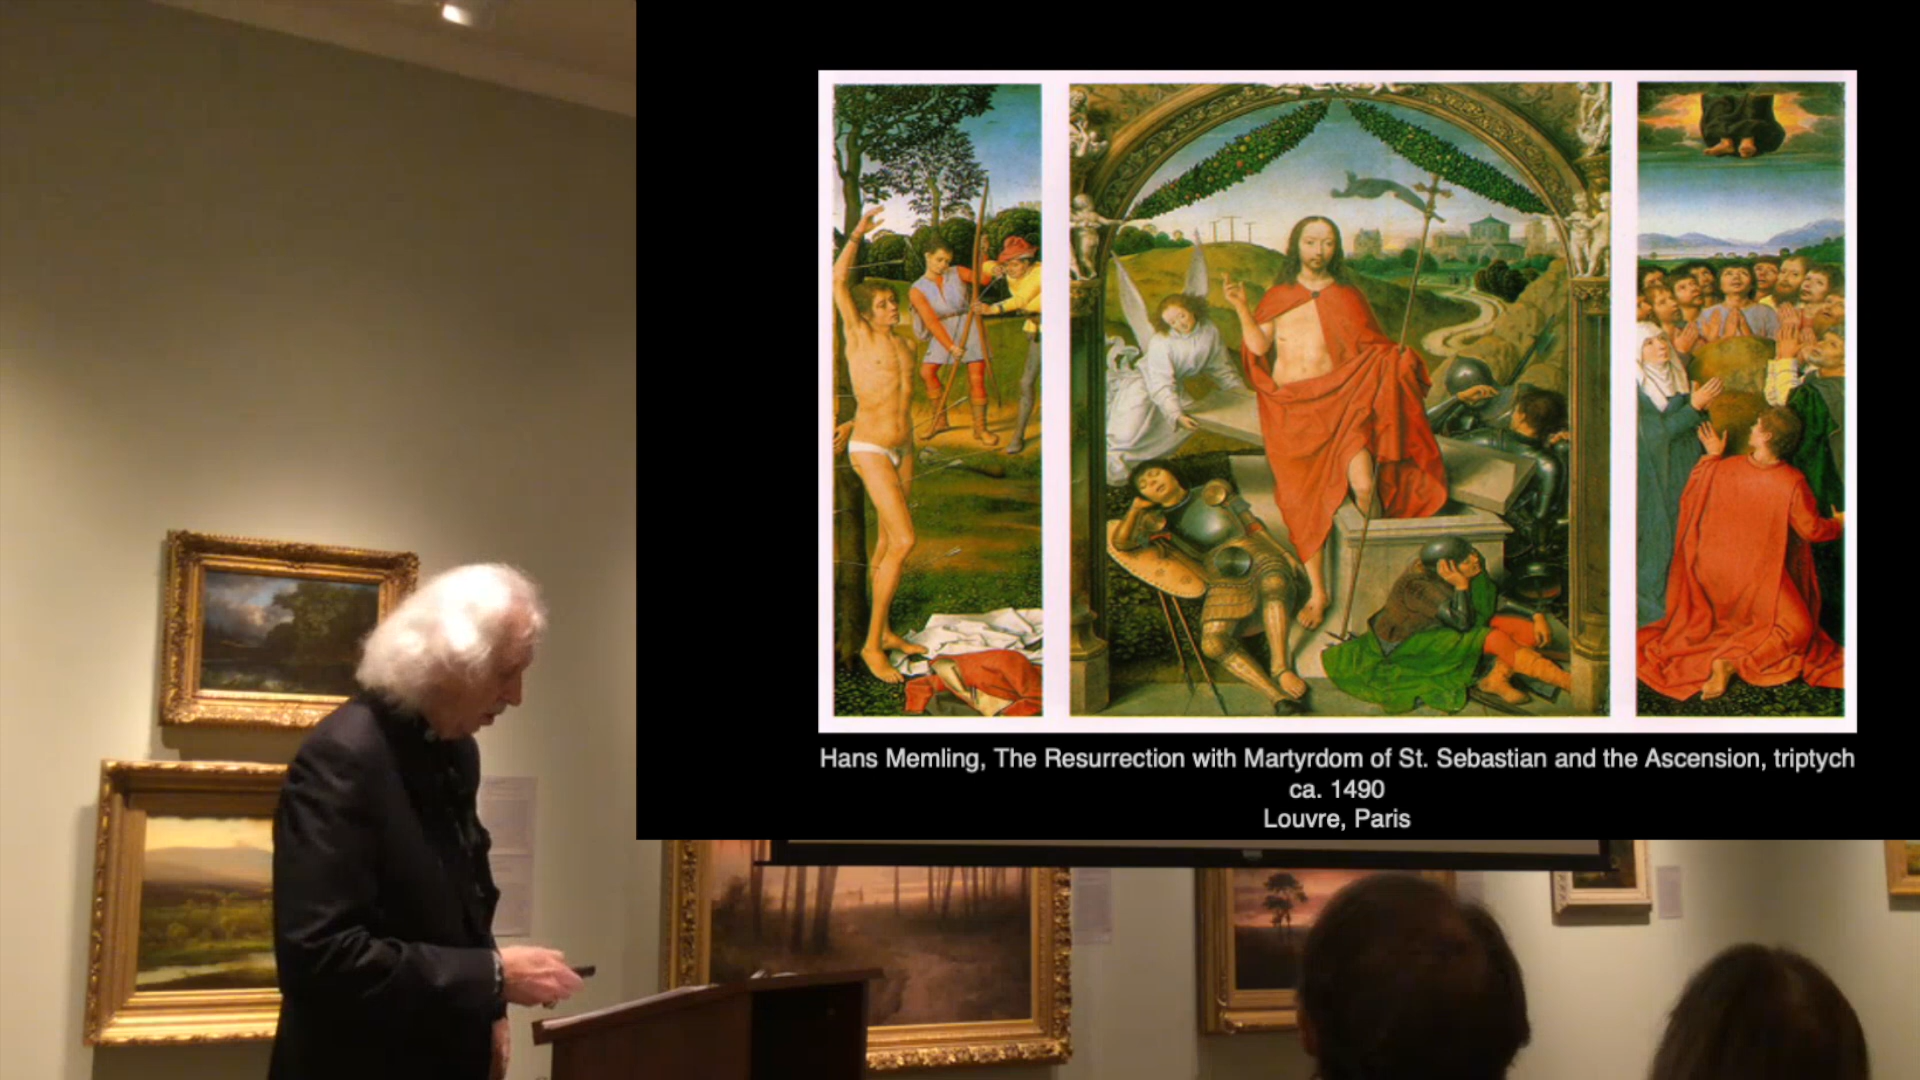 Hans Memling, The Resurrection with Martyrdom of St. Sebastian and the Ascension, triptych
ca. 1490
Louvre, Paris